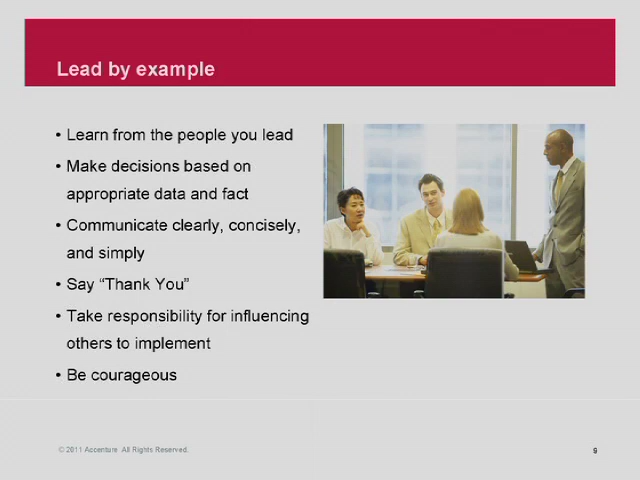 Lead by example
• Learn from the people you lead
• Make decisions based on
appropriate data and fact
• Communicate clearly, concisely,
and simply
• Say “Thank You”
• Take responsibility for influencing
others to implement
• Be courageous
© 2011 Accenture All Rights Reserved.
9